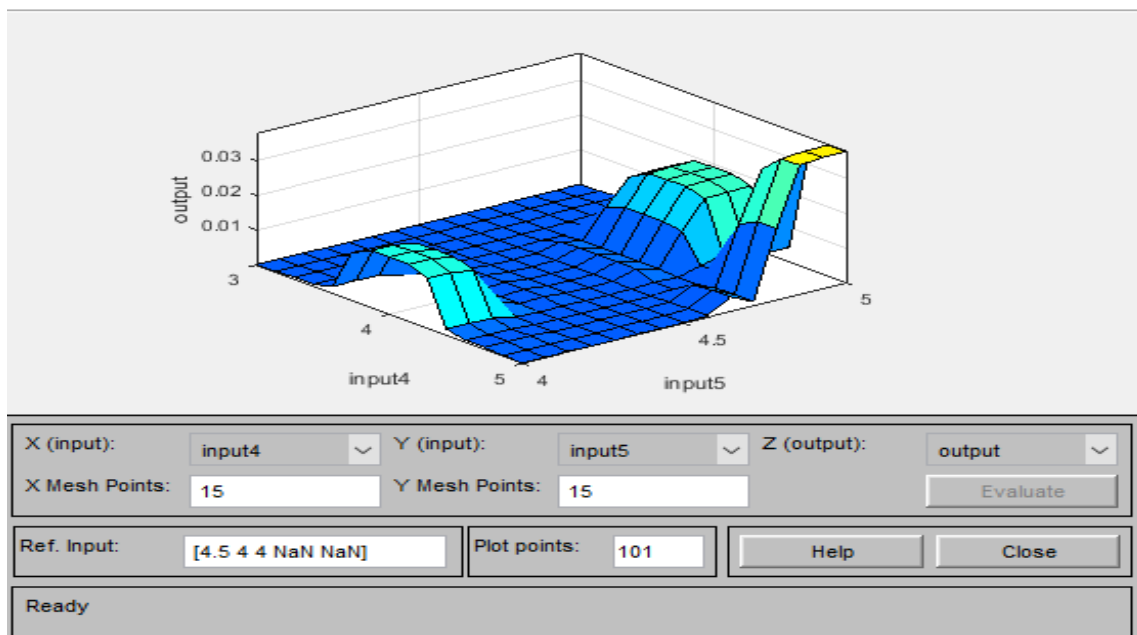 0.03
0.02
0.01
output
3
4
5
input4
4
4.5
5
input5
X (input): input4 Y (input): input5 Z (output): output
X Mesh Points: 15 Y Mesh Points: 15 Evaluate
Ref. Input: [4.5 4 4 NaN NaN] Plot points: 101 Help Close
Ready